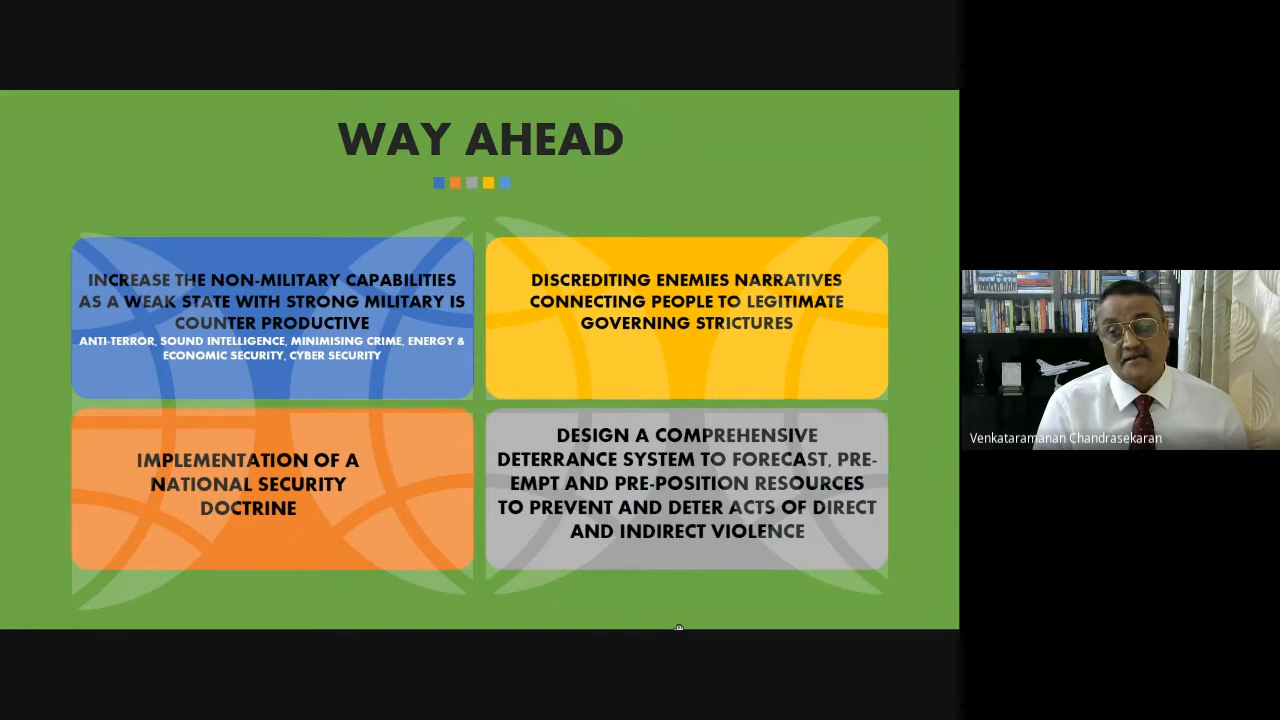 WAY AHEAD
INCREASE THE NON-MILITARY CAPABILITIES
AS A WEAK STATE WITH STRONG MILITARY IS
COUNTER PRODUCTIVE
ANTI-TERROR, SOUND INTELLIGENCE, MINIMISING CRIME, ENERGY &
ECONOMIC SECURITY, CYBER SECURITY
DISCREDITING ENEMIES NARRATIVES
CONNECTING PEOPLE TO LEGITIMATE
GOVERNING STRICTURES
IMPLEMENTATION OF A
NATIONAL SECURITY
DOCTRINE
DESIGN A COMPREHENSIVE
DETERRANCE SYSTEM TO FORECAST, PRE-
EMPT AND PRE-POSITION RESOURCES
TO PREVENT AND DETER ACTS OF DIRECT
AND INDIRECT VIOLENCE
Venkataramanan Chandrasekaran